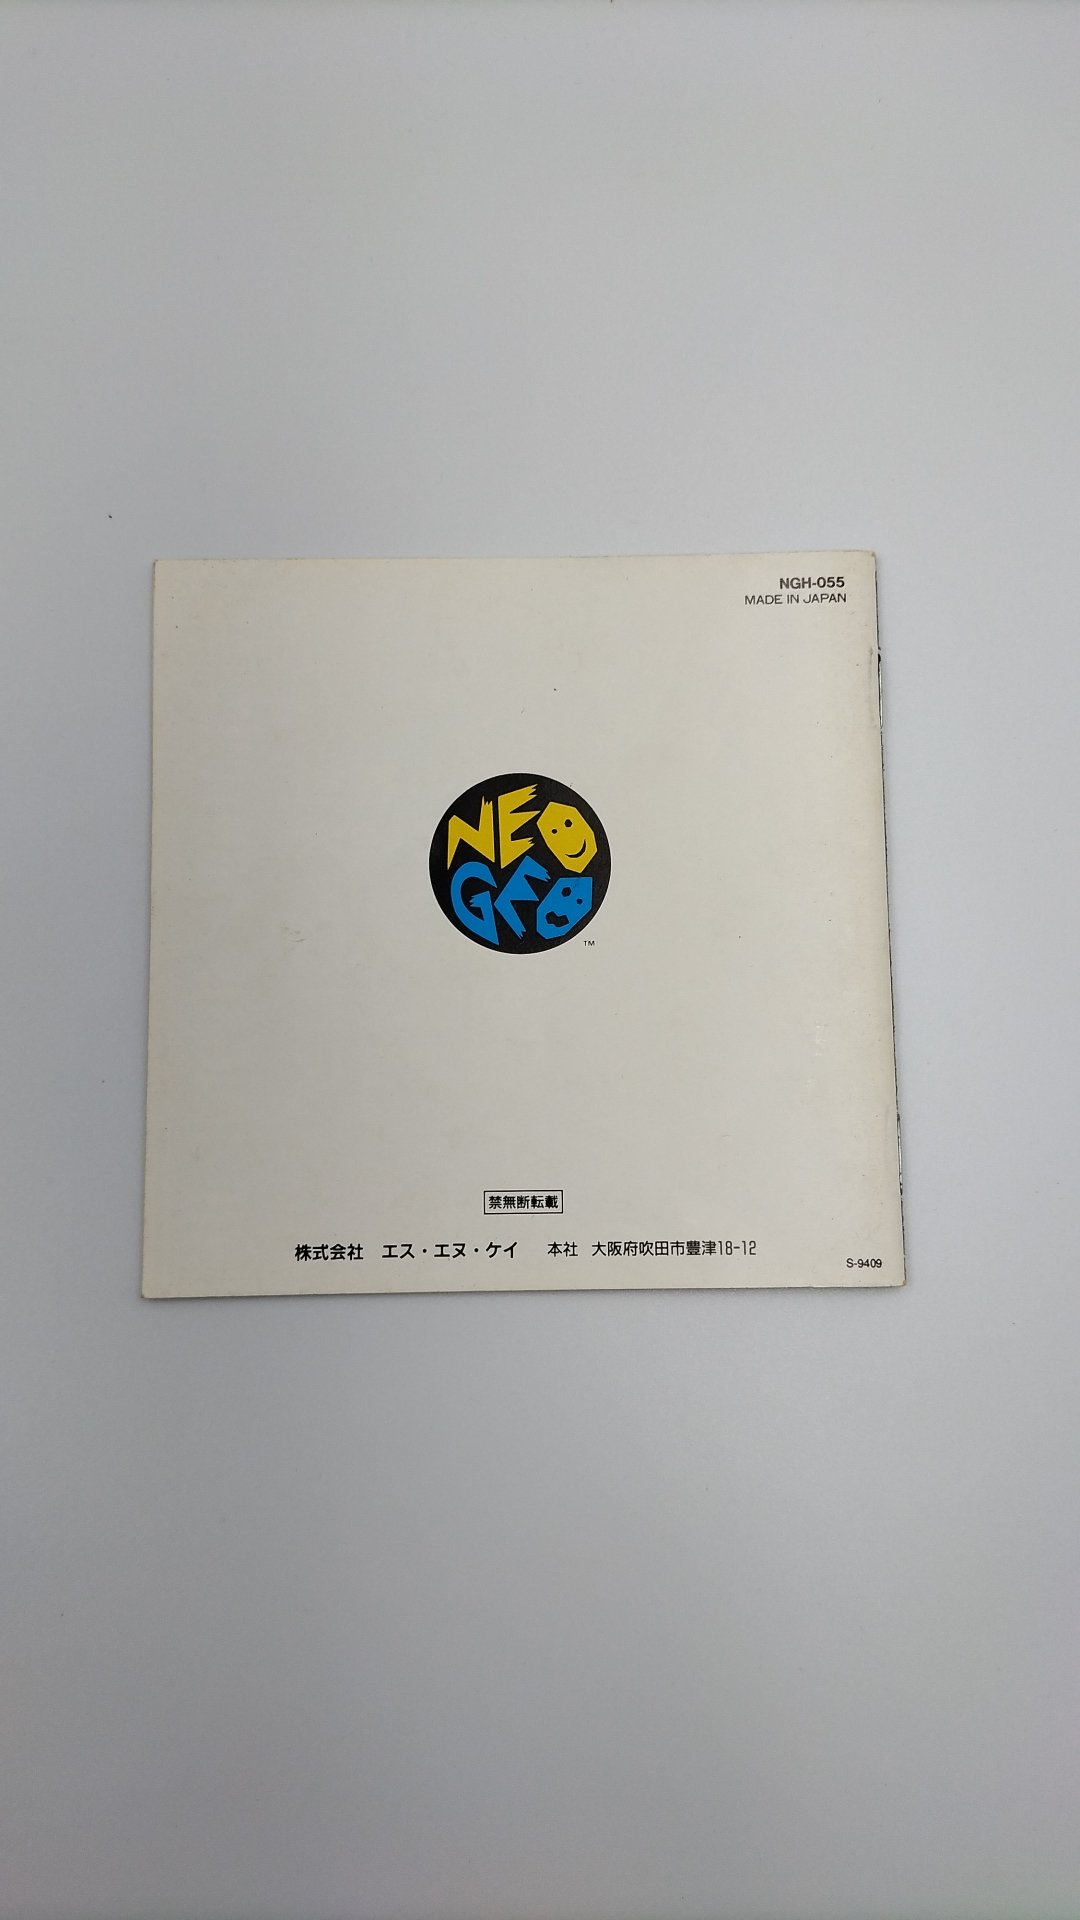 NGH-055
MADE IN JAPAN
NEO
GEO
TM
禁無断転載
株式会社 エス・エヌ・ケイ 本社 大阪府吹田市豊津18-12
S-9409